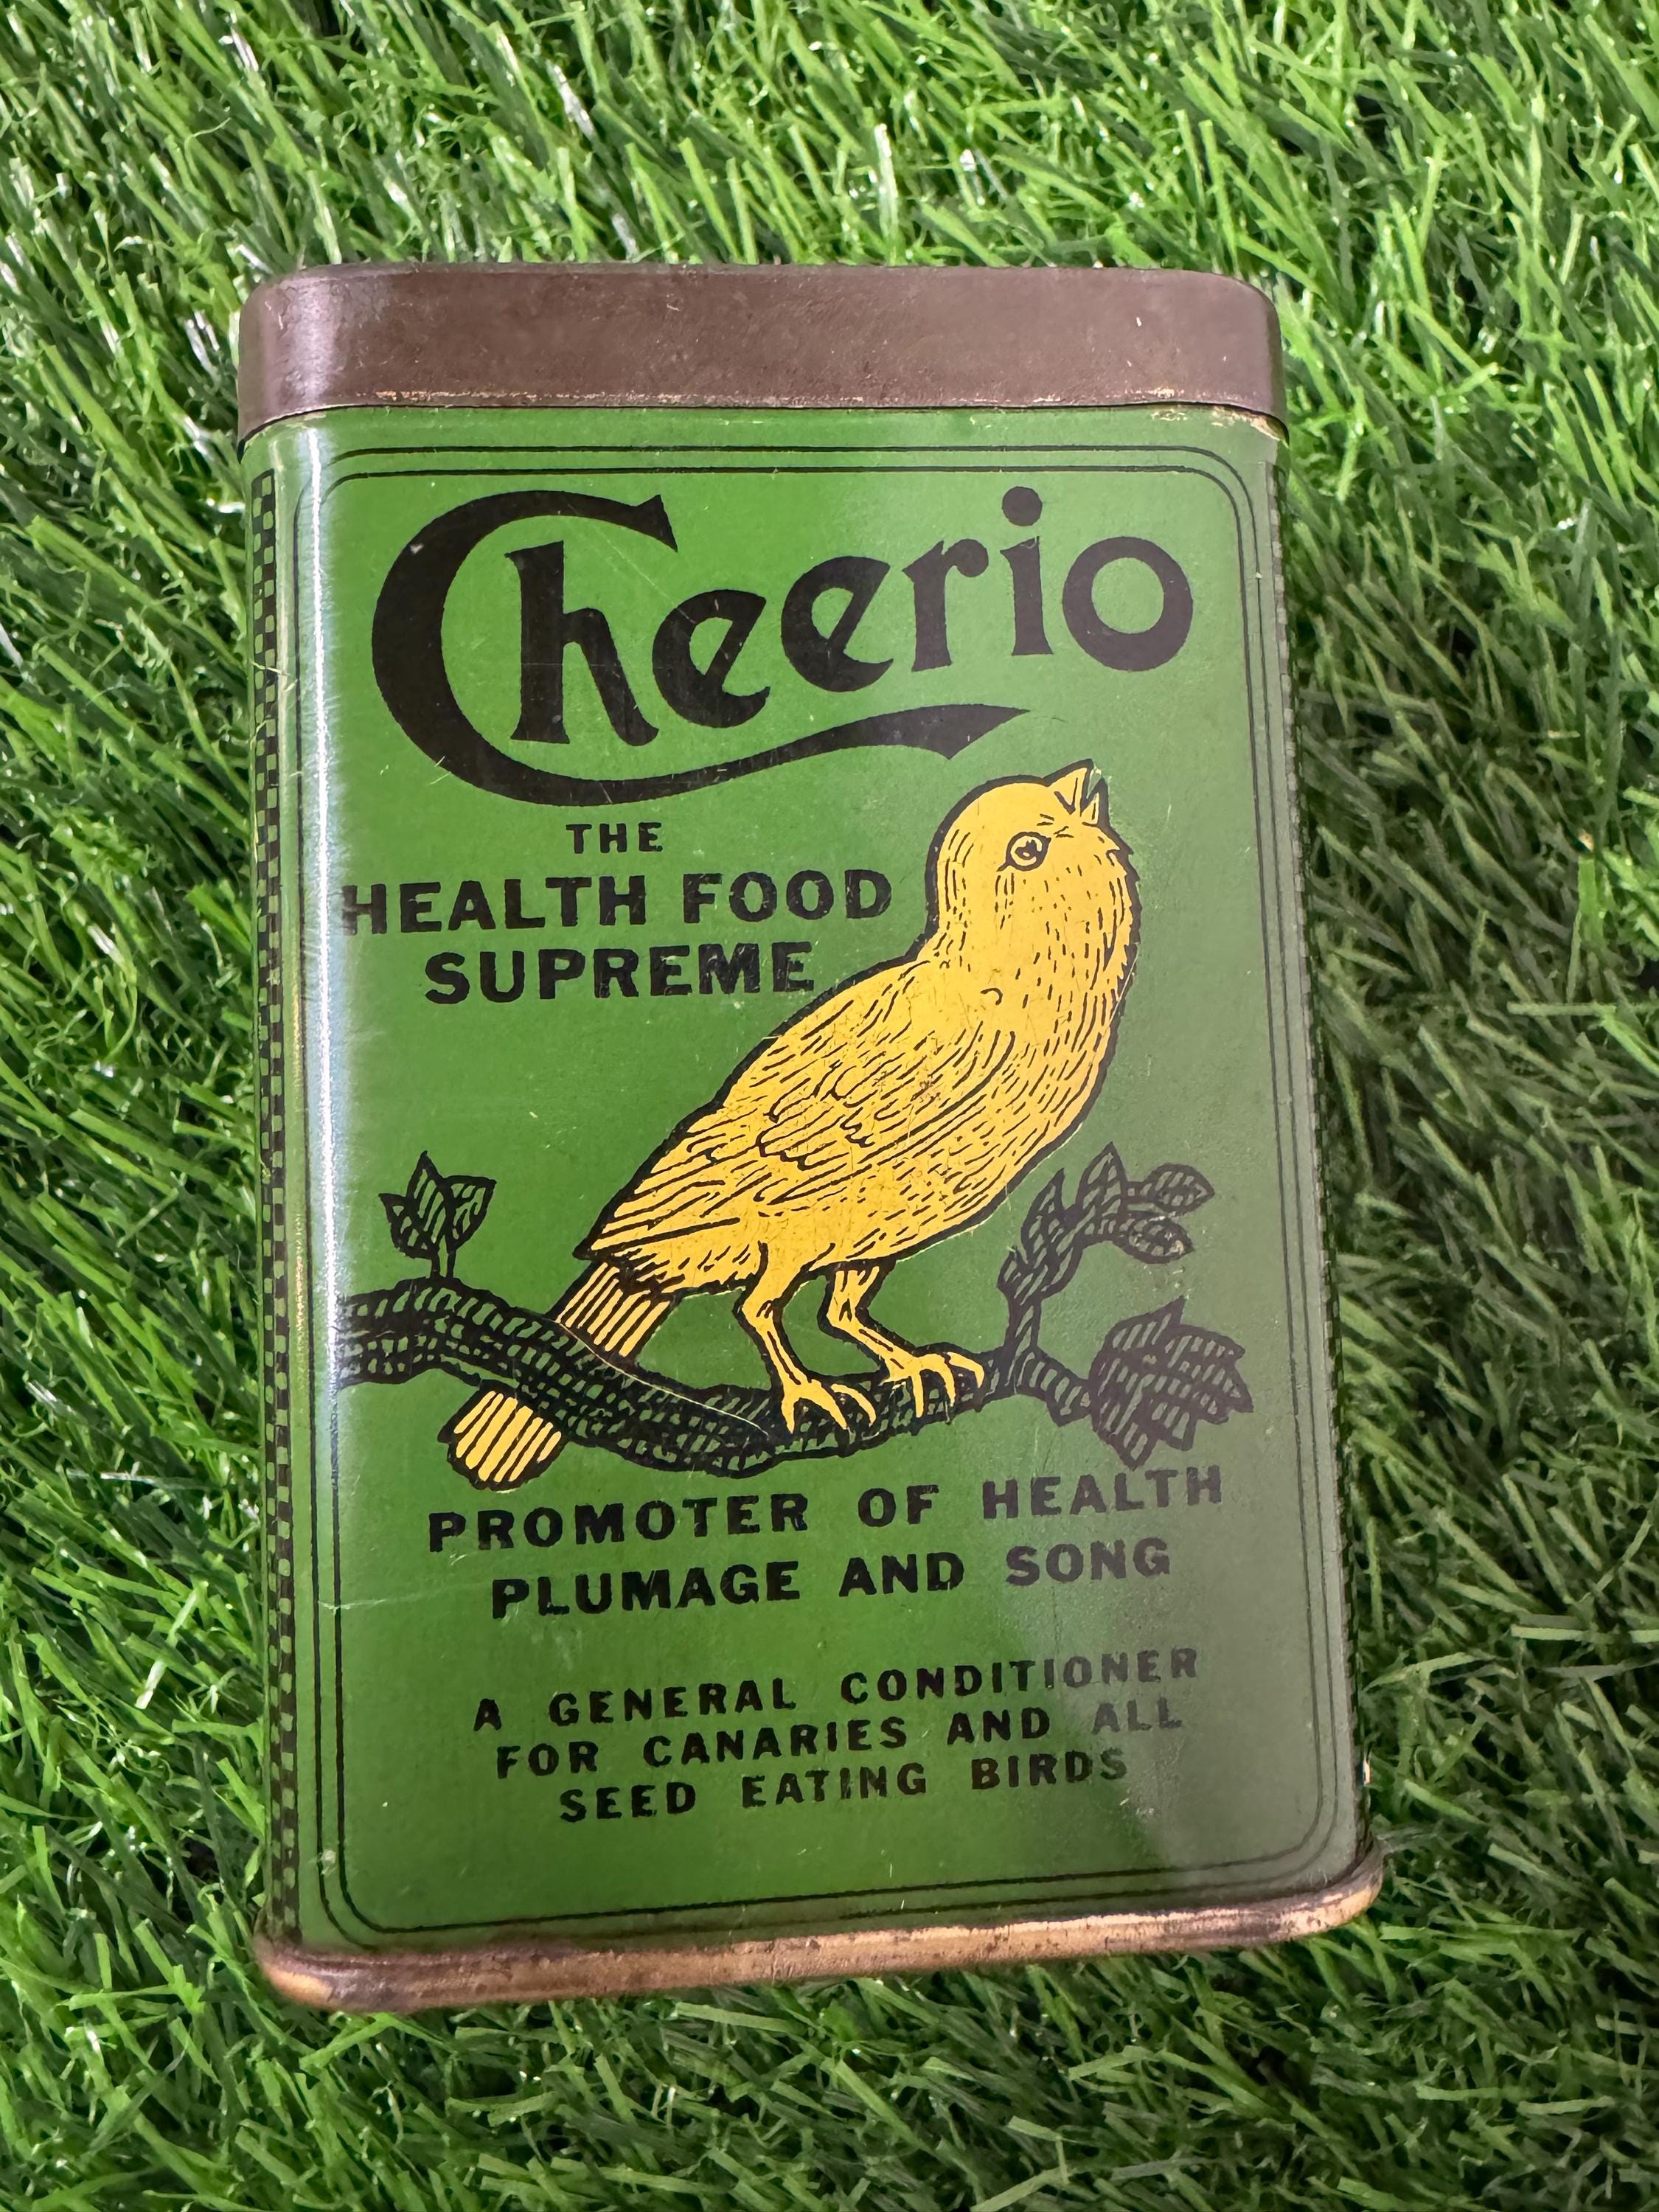 Cheerio
THE
HEALTH FOOD
SUPREME
PROMOTER OF HEALTH
PLUMAGE AND SONG
A GENERAL CONDITIONER
FOR CANARIES AND ALL
SEED EATING BIRDS